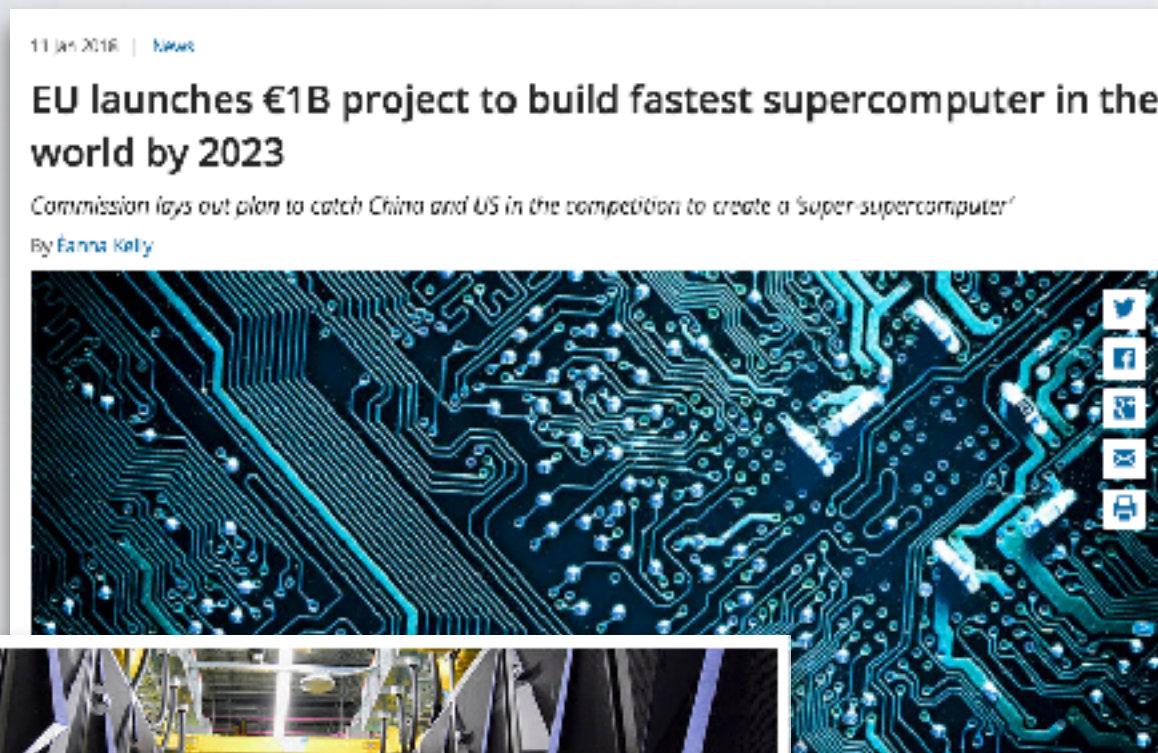 11 Jan 2018 | News
EU launches €1B project to build fastest supercomputer in the
world by 2023
Commission lays out plan to catch China and US in the competition to create a 'super-supercomputer'
By Éanna Kelly